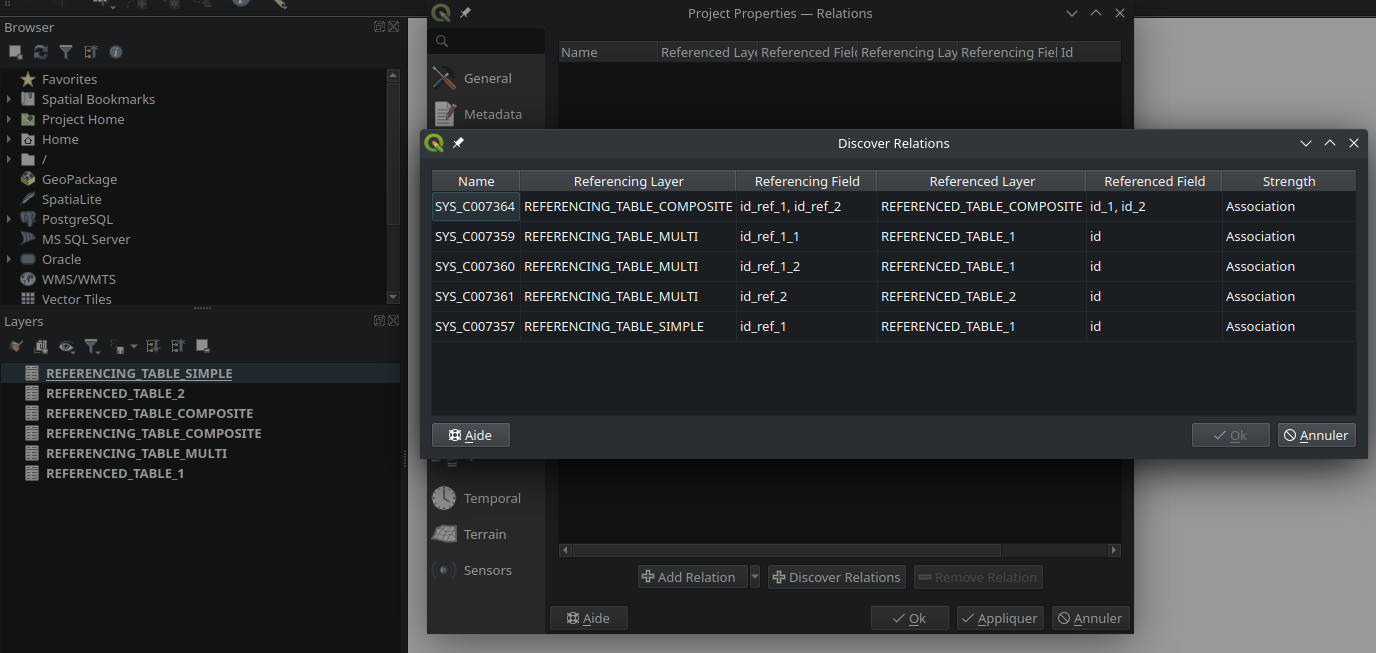 Browser
Favorites
Spatial Bookmarks
Project Home
Home
/
GeoPackage
SpatiaLite
PostgreSQL
MS SQL Server
Oracle
WMS/WMTS
Vector Tiles
Layers
REFERENCING_TABLE_SIMPLE
REFERENCED_TABLE_2
REFERENCED_TABLE_COMPOSITE
REFERENCING_TABLE_COMPOSITE
REFERENCING_TABLE_MULTI
REFERENCED_TABLE_1
Project Properties — Relations
Name Referenced Laye Referenced Field Referencing Lay Referencing Fiel Id
General
Metadata
Discover Relations
Name Referencing Layer Referencing Field Referenced Layer Referenced Field Strength
SYS_C007364 REFERENCING_TABLE_COMPOSITE id_ref_1, id_ref_2 REFERENCED_TABLE_COMPOSITE id_1, id_2 Association
SYS_C007359 REFERENCING_TABLE_MULTI id_ref_1_1 REFERENCED_TABLE_1 id Association
SYS_C007360 REFERENCING_TABLE_MULTI id_ref_1_2 REFERENCED_TABLE_1 id Association
SYS_C007361 REFERENCING_TABLE_MULTI id_ref_2 REFERENCED_TABLE_2 id Association
SYS_C007357 REFERENCING_TABLE_SIMPLE id_ref_1 REFERENCED_TABLE_1 id Association
Aide Ok Annuler
Temporal
Terrain
Sensors
Add Relation Discover Relations Remove Relation
Aide Ok Appliquer Annuler